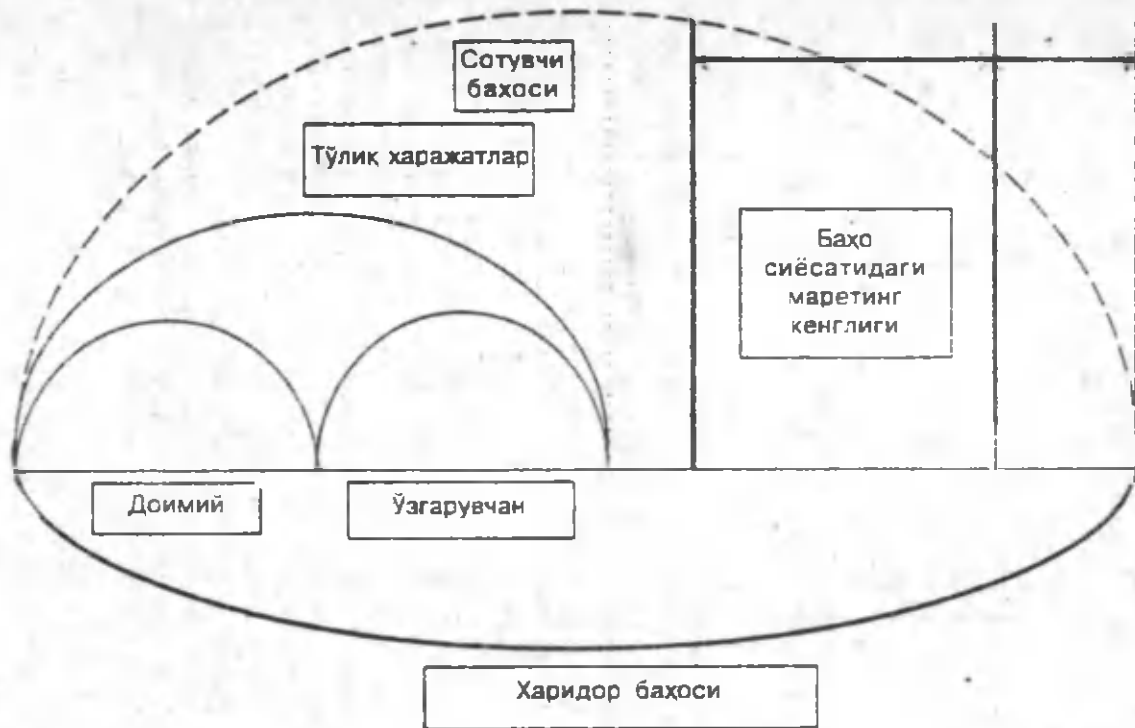 Сотувчи
баҳоси
Тўлиқ харажатлар
Баҳо
сиёсатидаги
маретинг
кенглиги
Доимий
Ўзгарувчан
Харидор баҳоси